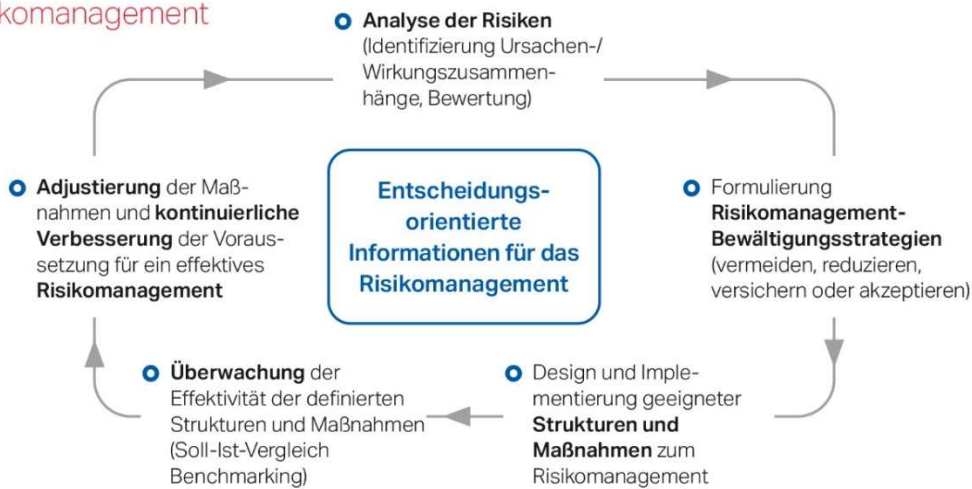 komanagement
Analyse der Risiken
(Identifizierung Ursachen-/
Wirkungszusammen-
hänge, Bewertung)
Formulierung
Risikomanagement-
Bewältigungsstrategien
(vermeiden, reduzieren,
versichern oder akzeptieren)
Design und Imple-
mentierung geeigneter
Strukturen und
Maßnahmen zum
Risikomanagement
Überwachung der
Effektivität der definierten
Strukturen und Maßnahmen
(Soll-Ist-Vergleich
Benchmarking)
Adjustierung der Maß-
nahmen und kontinuierliche
Verbesserung der Voraus-
setzung für ein effektives
Risikomanagement
Entscheidungs-
orientierte
Informationen für das
Risikomanagement